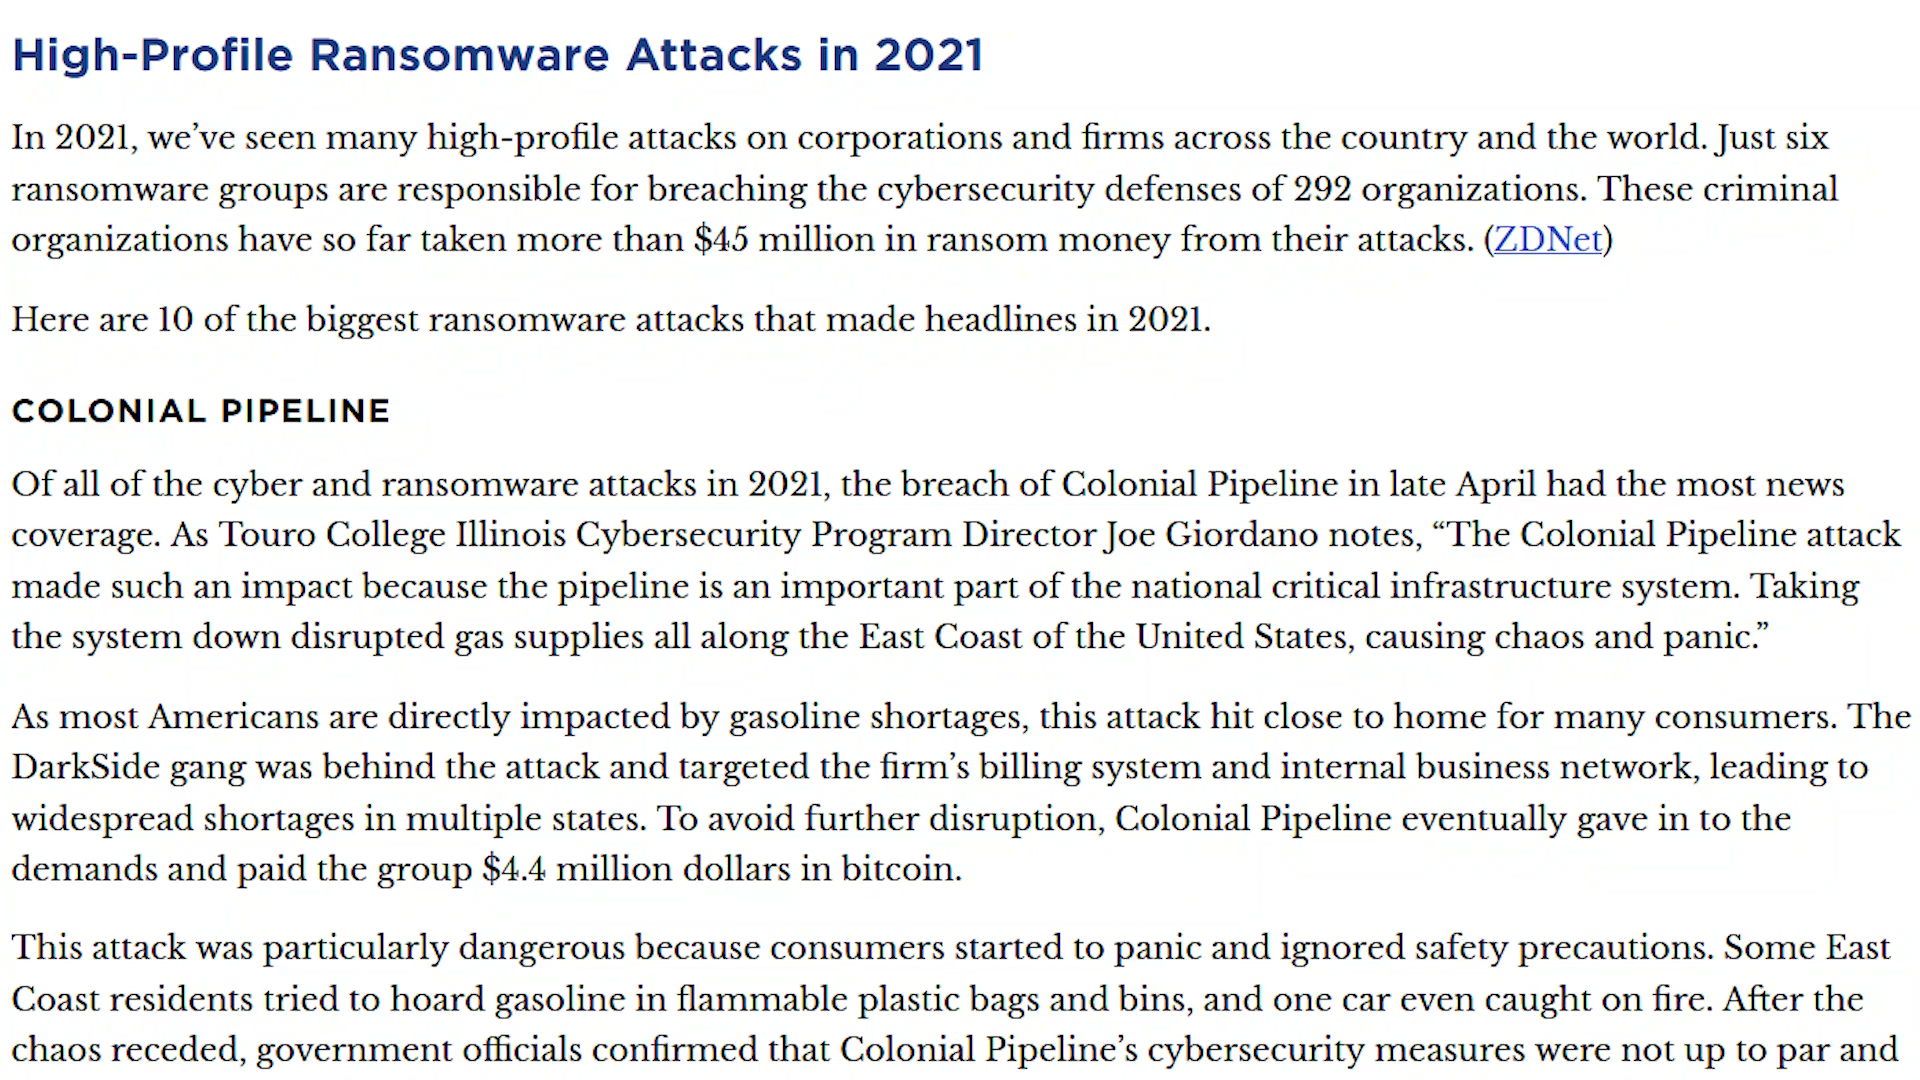 High-Profile Ransomware Attacks in 2021
In 2021, we’ve seen many high-profile attacks on corporations and firms across the country and the world. Just six
ransomware groups are responsible for breaching the cybersecurity defenses of 292 organizations. These criminal
organizations have so far taken more than $45 million in ransom money from their attacks. (ZDNet)
Here are 10 of the biggest ransomware attacks that made headlines in 2021.
COLONIAL PIPELINE
Of all of the cyber and ransomware attacks in 2021, the breach of Colonial Pipeline in late April had the most news
coverage. As Touro College Illinois Cybersecurity Program Director Joe Giordano notes, “The Colonial Pipeline attack
made such an impact because the pipeline is an important part of the national critical infrastructure system. Taking
the system down disrupted gas supplies all along the East Coast of the United States, causing chaos and panic.”
As most Americans are directly impacted by gasoline shortages, this attack hit close to home for many consumers. The
DarkSide gang was behind the attack and targeted the firm’s billing system and internal business network, leading to
widespread shortages in multiple states. To avoid further disruption, Colonial Pipeline eventually gave in to the
demands and paid the group $4.4 million dollars in bitcoin.
This attack was particularly dangerous because consumers started to panic and ignored safety precautions. Some East
Coast residents tried to hoard gasoline in flammable plastic bags and bins, and one car even caught on fire. After the
chaos receded, government officials confirmed that Colonial Pipeline’s cybersecurity measures were not up to par and